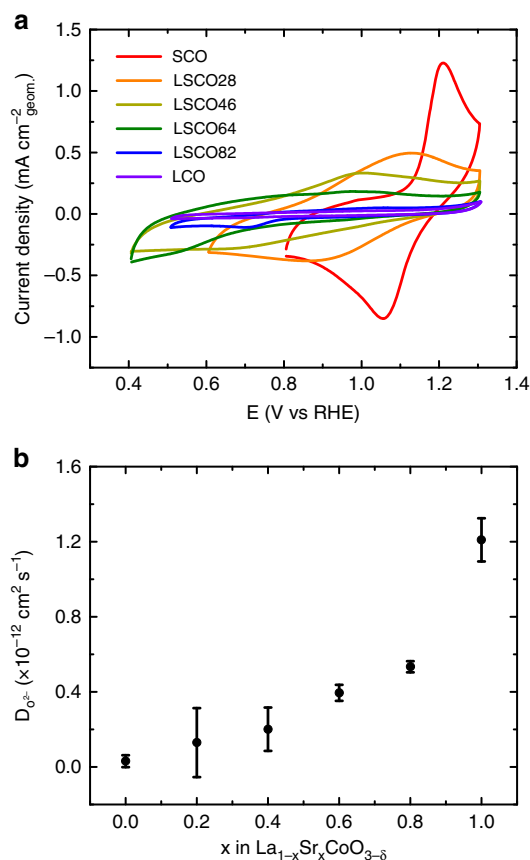 a
1.5
1.0
0.5
0.0
−0.5
−1.0
Current density (mA cm⁻²geom.)
SCO
LSCO28
LSCO46
LSCO64
LSCO82
LCO
0.4 0.6 0.8 1.0 1.2 1.4
E (V vs RHE)
b
1.6
1.2
0.8
0.4
0.0
D_O²⁻ (×10⁻¹² cm² s⁻¹)
0.0 0.2 0.4 0.6 0.8 1.0
x in La₁₋ₓSrₓCoO₃₋δ